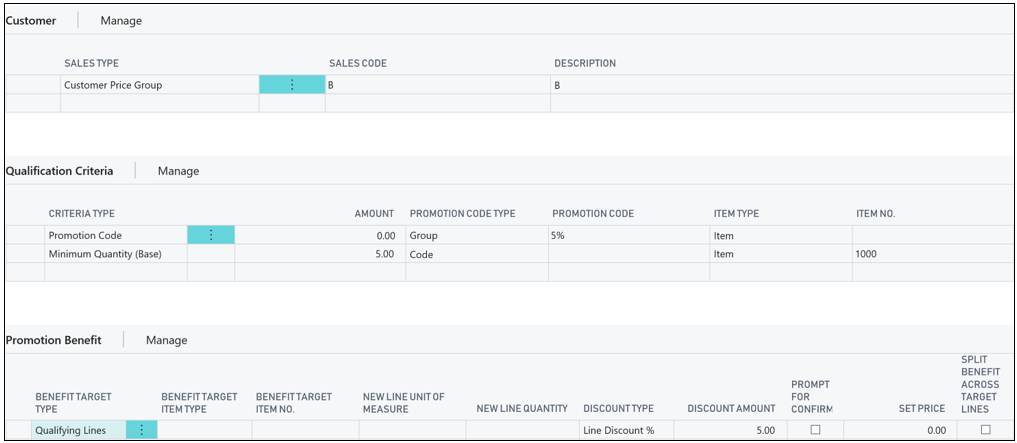 Customer Manage
SALES TYPE SALES CODE DESCRIPTION
Customer Price Group B B
Qualification Criteria Manage
CRITERIA TYPE AMOUNT PROMOTION CODE TYPE PROMOTION CODE ITEM TYPE ITEM NO.
Promotion Code 0.00 Group 5% Item
Minimum Quantity (Base) 5.00 Code Item 1000
Promotion Benefit Manage
SPLIT
BENEFIT
PROMPT ACROSS
BENEFIT TARGET BENEFIT TARGET BENEFIT TARGET NEW LINE UNIT OF FOR TARGET
TYPE ITEM TYPE ITEM NO. MEASURE NEW LINE QUANTITY DISCOUNT TYPE DISCOUNT AMOUNT CONFIRM SET PRICE LINES
Qualifying Lines Line Discount % 5.00 0.00